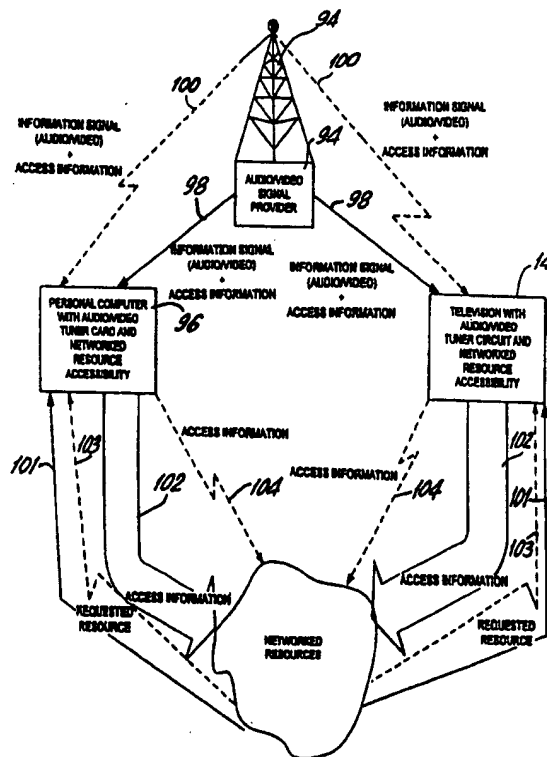 94
100
100
INFORMATION SIGNAL
(AUDIO/VIDEO)
+
ACCESS INFORMATION
INFORMATION SIGNAL
(AUDIO/VIDEO)
+
ACCESS INFORMATION
94
AUDIO/VIDEO
SIGNAL
PROVIDER
98
98
INFORMATION SIGNAL
(AUDIO/VIDEO)
+
ACCESS INFORMATION
INFORMATION SIGNAL
(AUDIO/VIDEO)
+
ACCESS INFORMATION
14
PERSONAL COMPUTER
WITH AUDIO/VIDEO
TUNER CARD AND
NETWORKED
RESOURCE
ACCESSIBILITY
96
TELEVISION WITH
AUDIO/VIDEO
TUNER CIRCUIT AND
NETWORKED
RESOURCE
ACCESSIBILITY
101
103
102
ACCESS INFORMATION
104
ACCESS INFORMATION
104
102
101
103
ACCESS INFORMATION
REQUESTED
RESOURCE
ACCESS INFORMATION
REQUESTED
RESOURCE
NETWORKED
RESOURCES